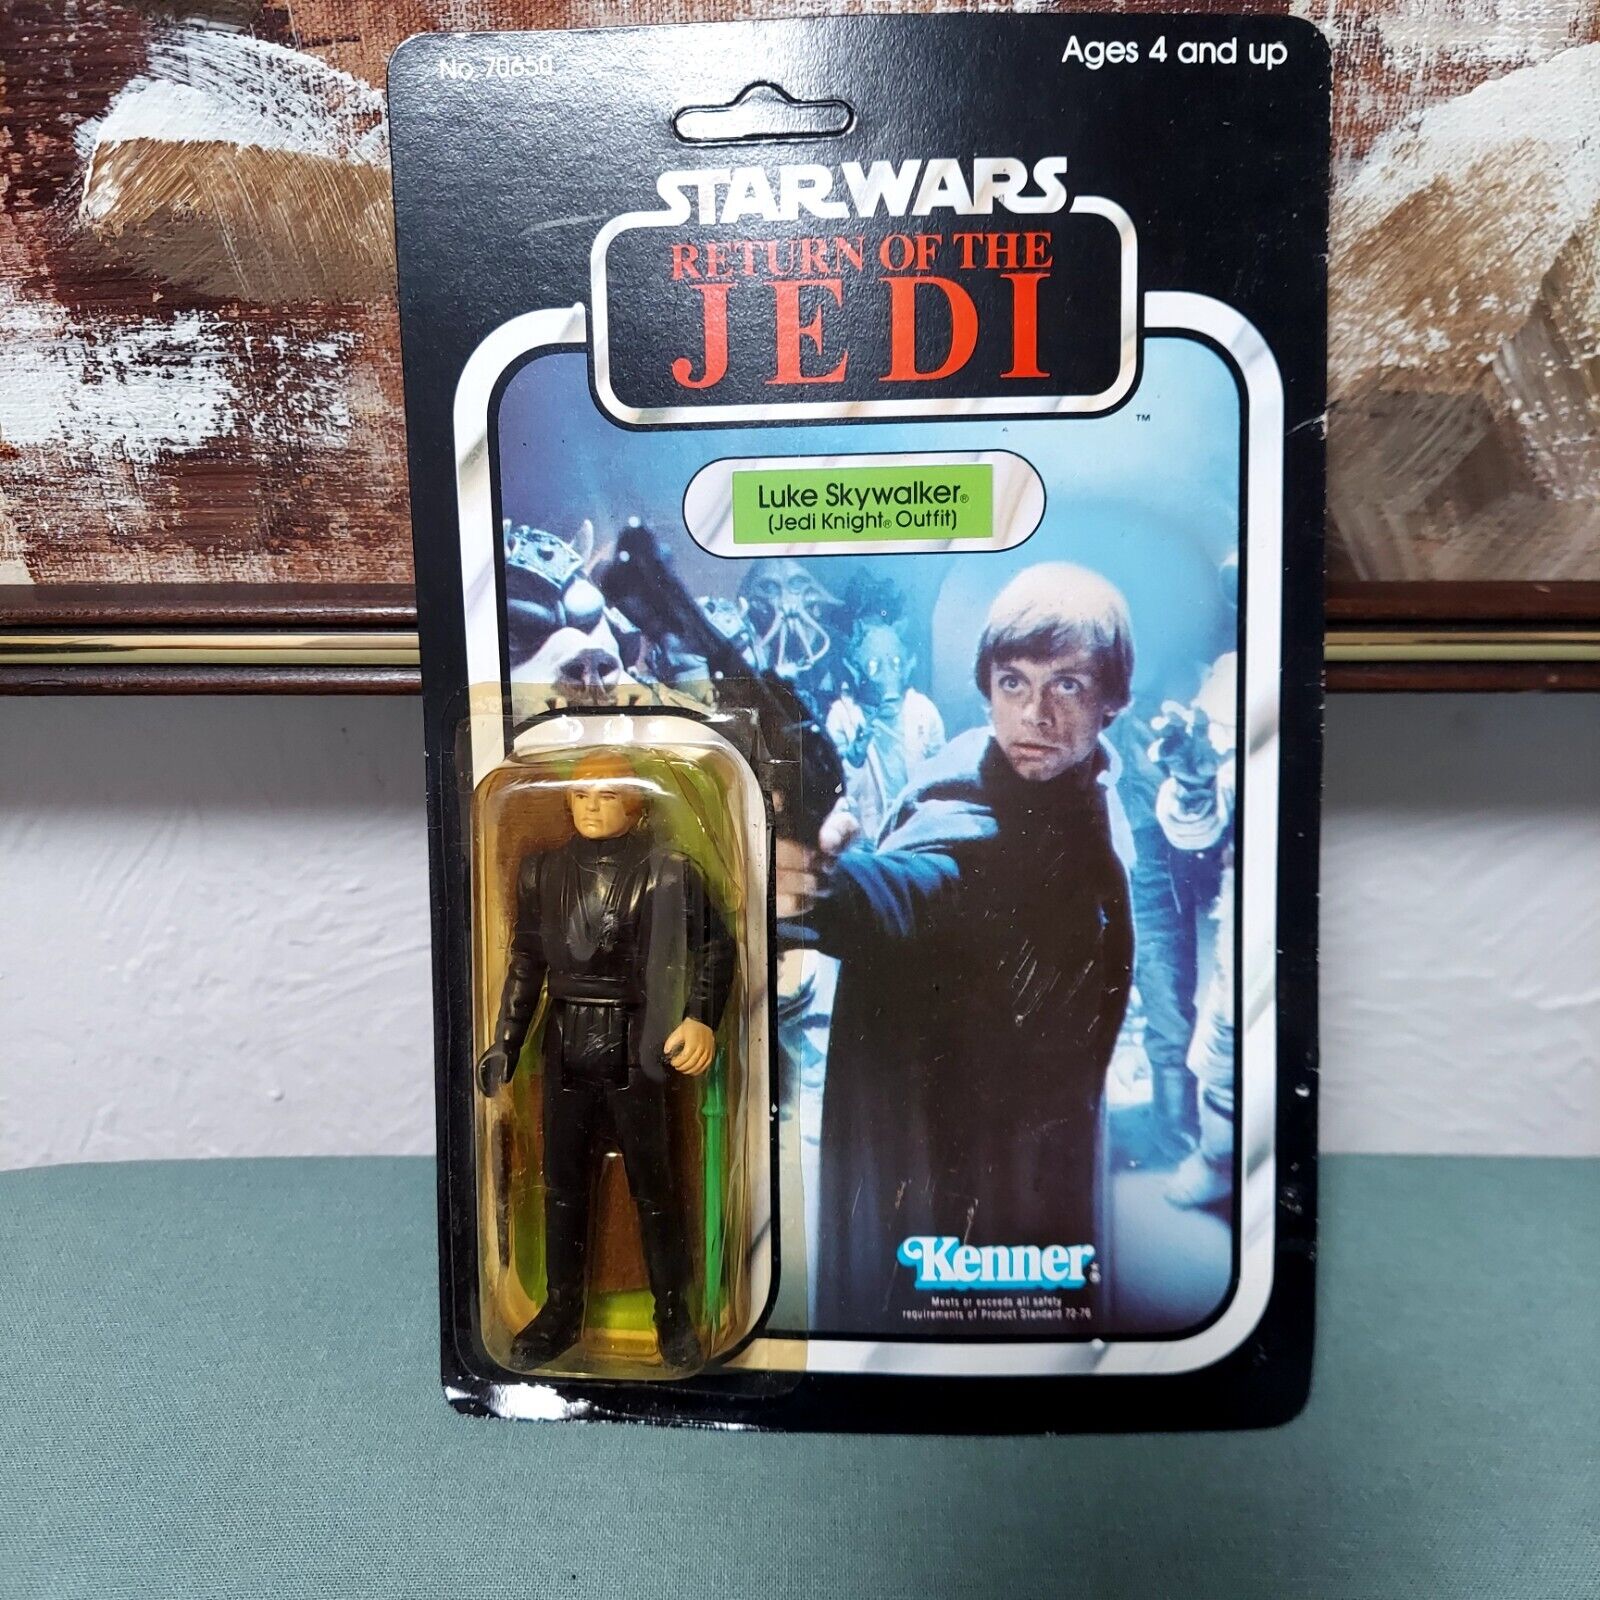 No. 70650
Ages 4 and up
STAR WARS
RETURN OF THE
JEDI
™
Luke Skywalker®
(Jedi Knight® Outfit)
Kenner®
Meets or exceeds all safety
requirements of Product Standard 72-76